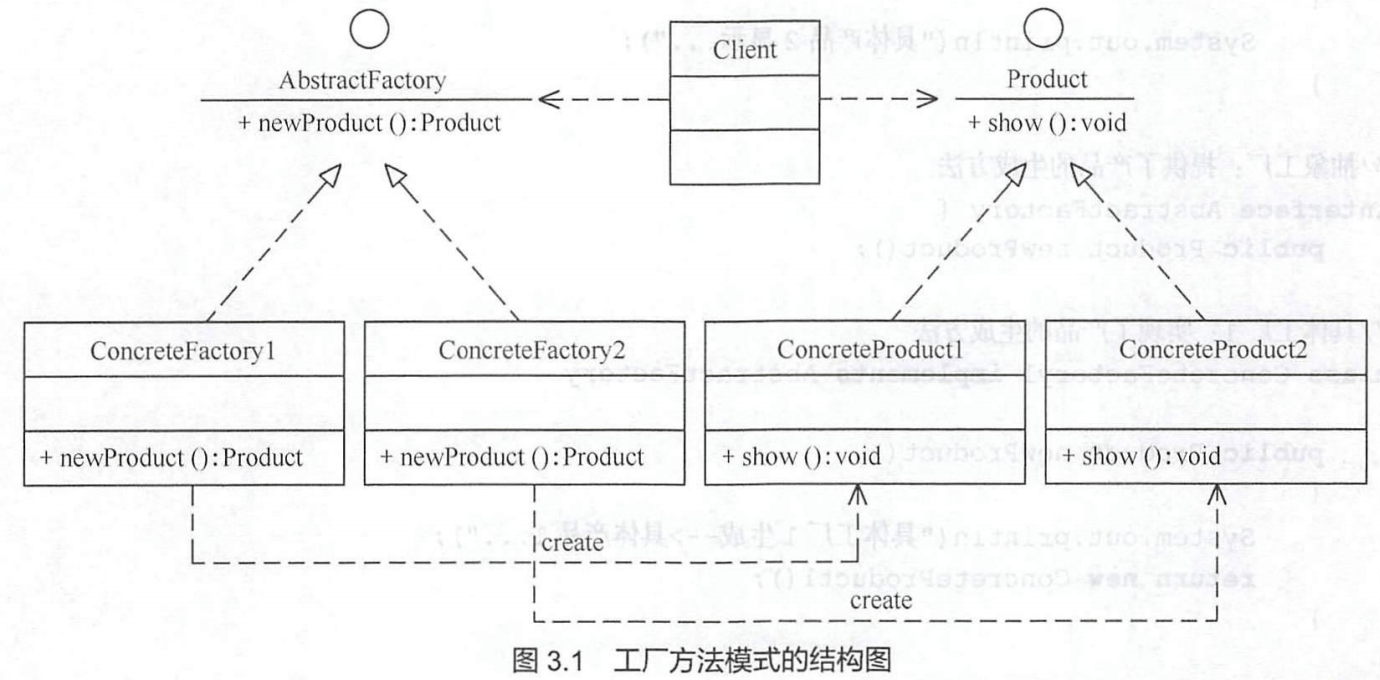 AbstractFactory
+ newProduct ():Product
Client
Product
+ show ():void
ConcreteFactory1
+ newProduct ():Product
ConcreteFactory2
+ newProduct ():Product
ConcreteProduct1
+ show ():void
ConcreteProduct2
+ show ():void
create
create
图 3.1 工厂方法模式的结构图